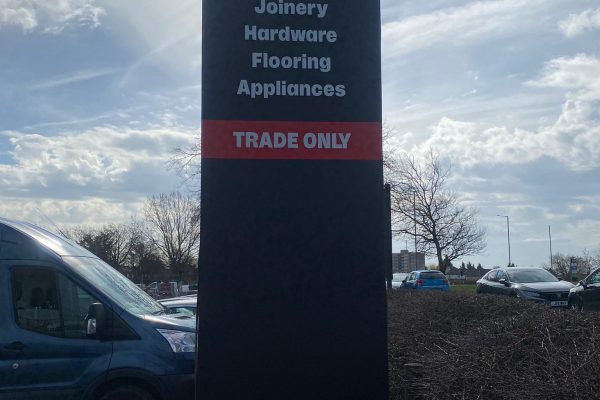 Joinery
Hardware
Flooring
Appliances
TRADE ONLY